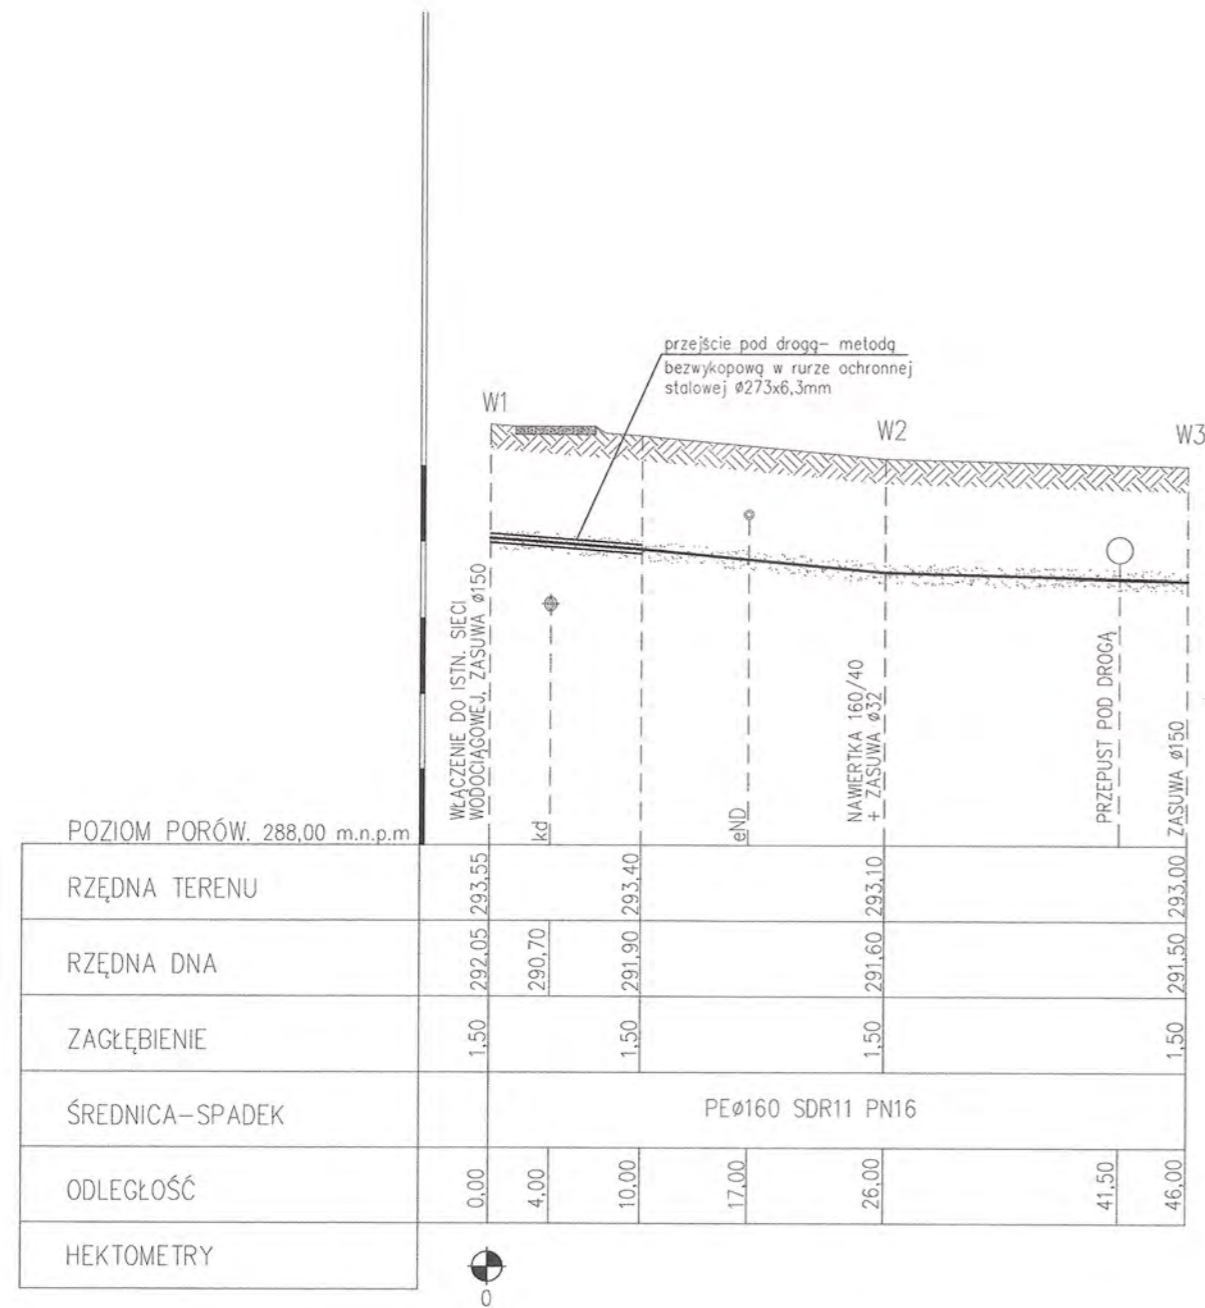 przejście pod drogą– metodą
bezwykopową w rurze ochronnej
stalowej ø273x6,3mm
W1
W2
W3
WŁĄCZENIE DO ISTN. SIECI
WODOCIĄGOWEJ, ZASUWA ø150
kd
eND
NAWIERTKA 160/40
+ ZASUWA ø32
PRZEPUST POD DROGĄ
ZASUWA ø150
POZIOM PORÓW. 288,00 m.n.p.m
RZĘDNA TERENU 293,55 293,40 293,10 293,00
RZĘDNA DNA 292,05 290,70 291,90 291,60 291,50
ZAGŁĘBIENIE 1,50 1,50 1,50 1,50
ŚREDNICA–SPADEK PEø160 SDR11 PN16
ODLEGŁOŚĆ 0,00 4,00 10,00 17,00 26,00 41,50 46,00
HEKTOMETRY
0